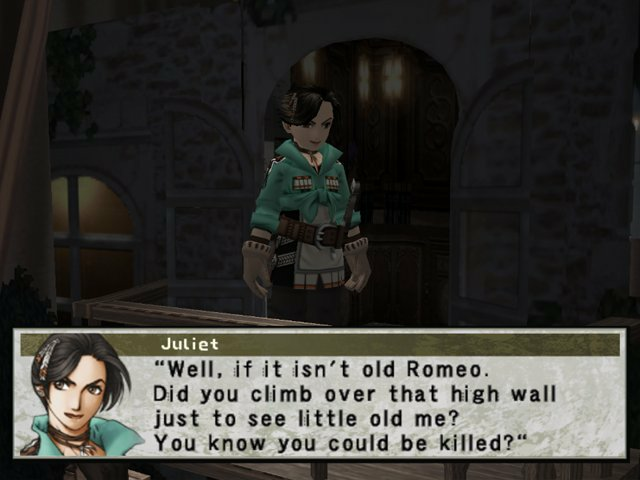 Juliet
“Well, if it isn't old Romeo.
Did you climb over that high wall
just to see little old me?
You know you could be killed?“